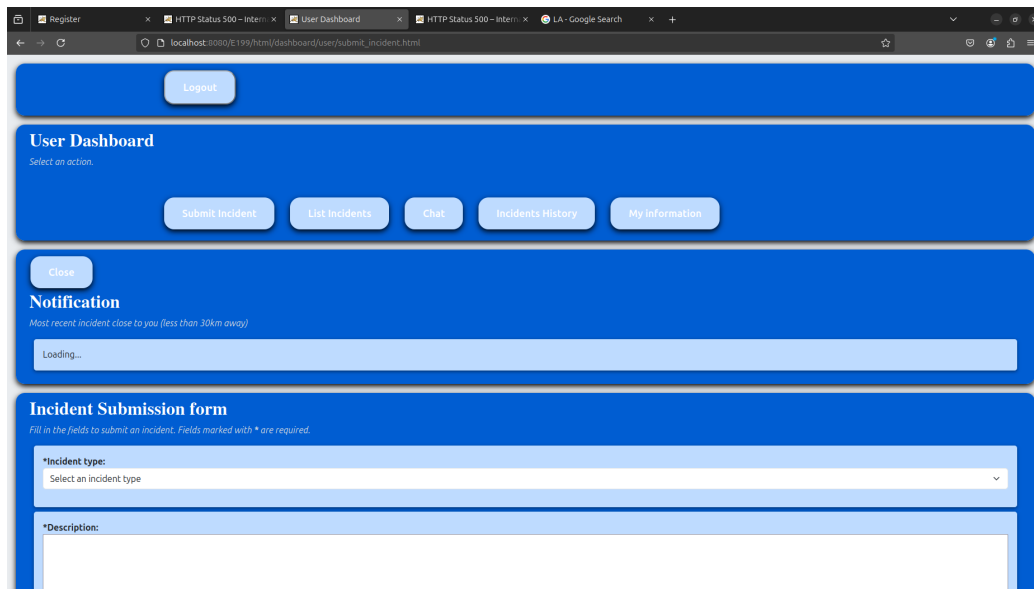 Register
HTTP Status 500 – Intern
User Dashboard
HTTP Status 500 – Intern
LA - Google Search
localhost:8080/E199/html/dashboard/user/submit_incident.html
Logout
User Dashboard
Select an action.
Submit Incident
List Incidents
Chat
Incidents History
My information
Close
Notification
Most recent incident close to you (less than 30km away)
Loading...
Incident Submission form
Fill in the fields to submit an incident. Fields marked with * are required.
*Incident type:
Select an incident type
*Description: